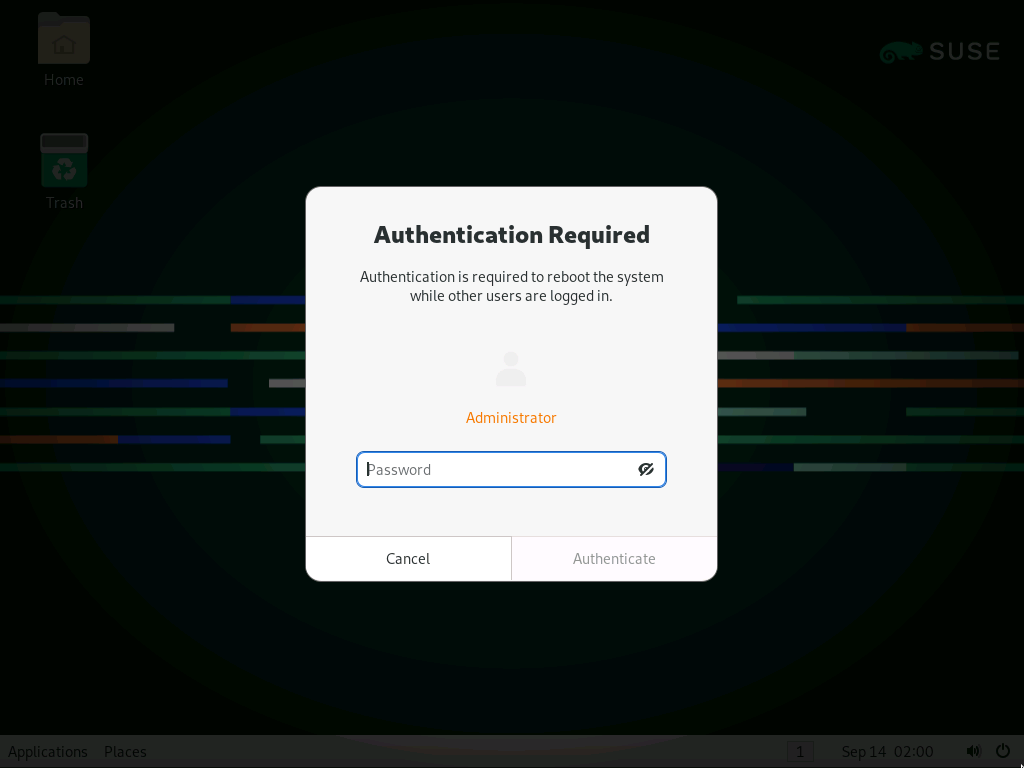 Home
SUSE
Trash
Authentication Required
Authentication is required to reboot the system
while other users are logged in.
Administrator
Password
Cancel
Authenticate
Applications
Places
1
Sep 14 02:00